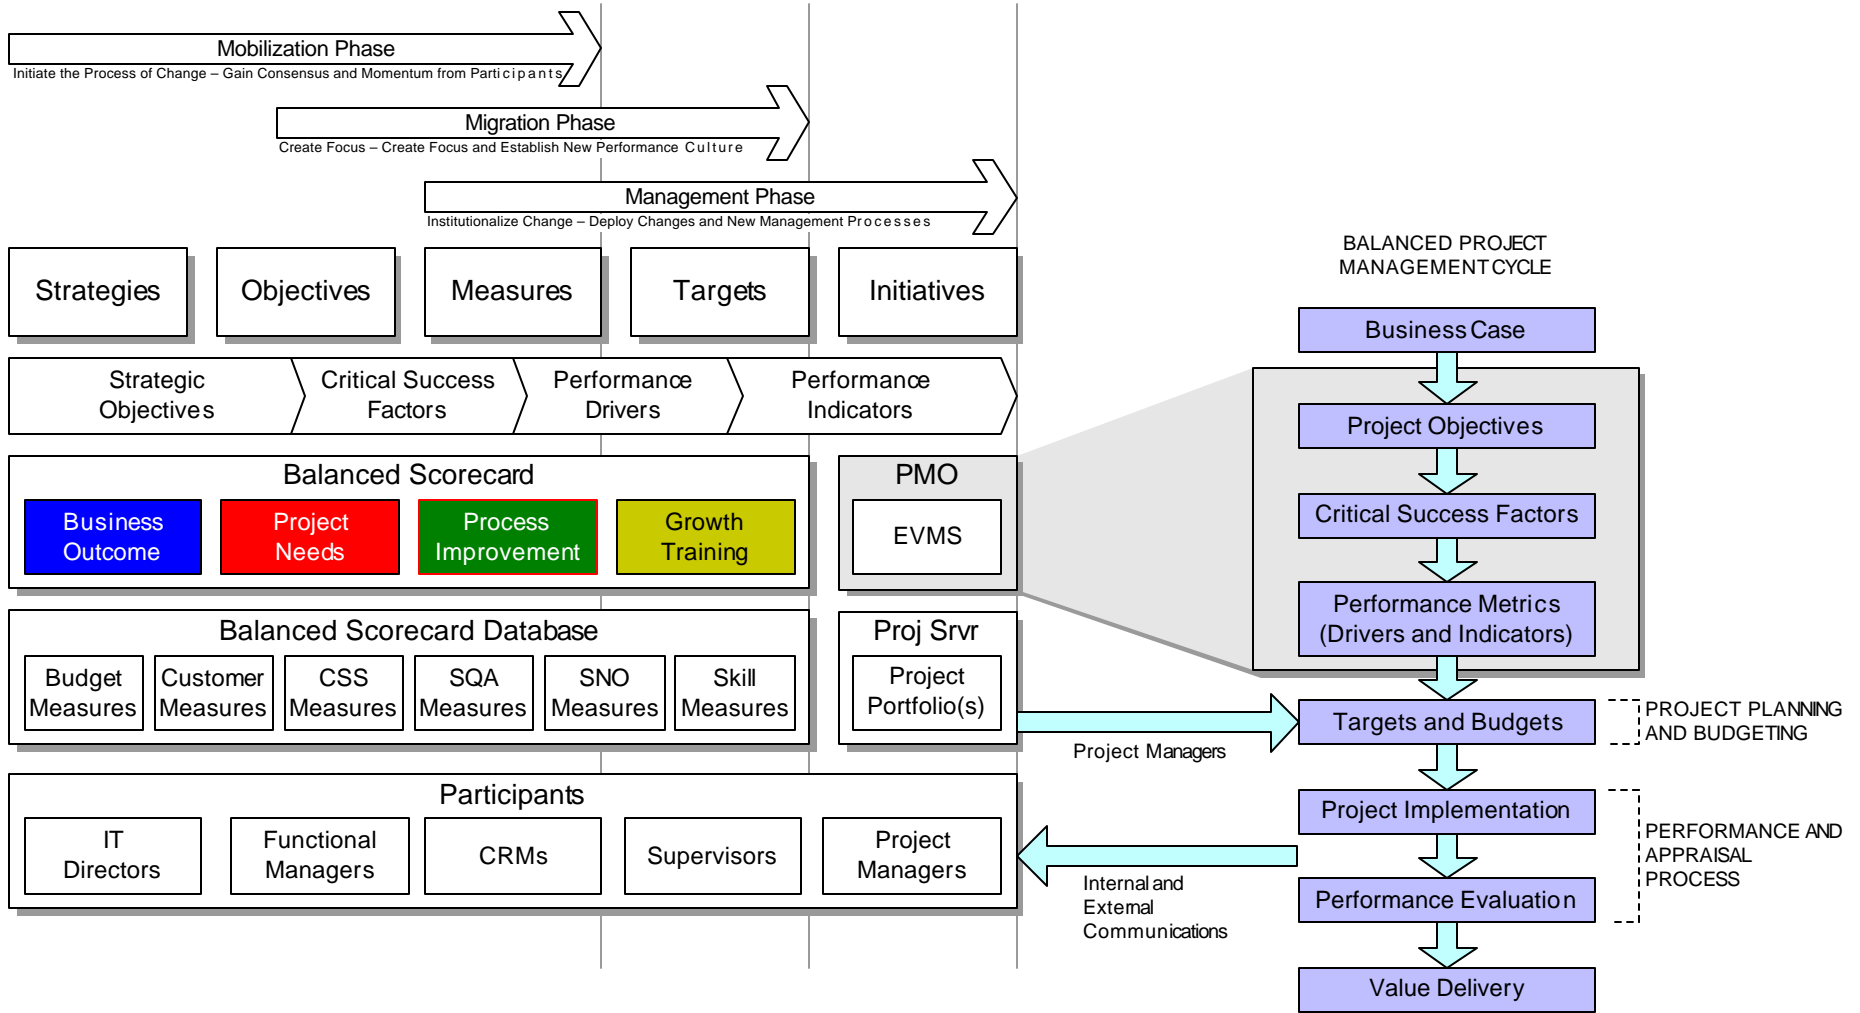 Mobilization Phase
Initiate the Process of Change – Gain Consensus and Momentum from Participants
Migration Phase
Create Focus – Create Focus and Establish New Performance Culture
Management Phase
Institutionalize Change – Deploy Changes and New Management Processes
Strategies
Objectives
Measures
Targets
Initiatives
Strategic
Objectives
Critical Success
Factors
Performance
Drivers
Performance
Indicators
Balanced Scorecard
Business
Outcome
Project
Needs
Process
Improvement
Growth
Training
PMO
EVMS
Balanced Scorecard Database
Budget
Measures
Customer
Measures
CSS
Measures
SQA
Measures
SNO
Measures
Skill
Measures
Proj Srvr
Project
Portfolio(s)
Participants
IT
Directors
Functional
Managers
CRMs
Supervisors
Project
Managers
Project Managers
Internal and
External
Communications
BALANCED PROJECT
MANAGEMENT CYCLE
Business Case
Project Objectives
Critical Success Factors
Performance Metrics
(Drivers and Indicators)
Targets and Budgets
PROJECT PLANNING
AND BUDGETING
Project Implementation
PERFORMANCE AND
APPRAISAL
PROCESS
Performance Evaluation
Value Delivery